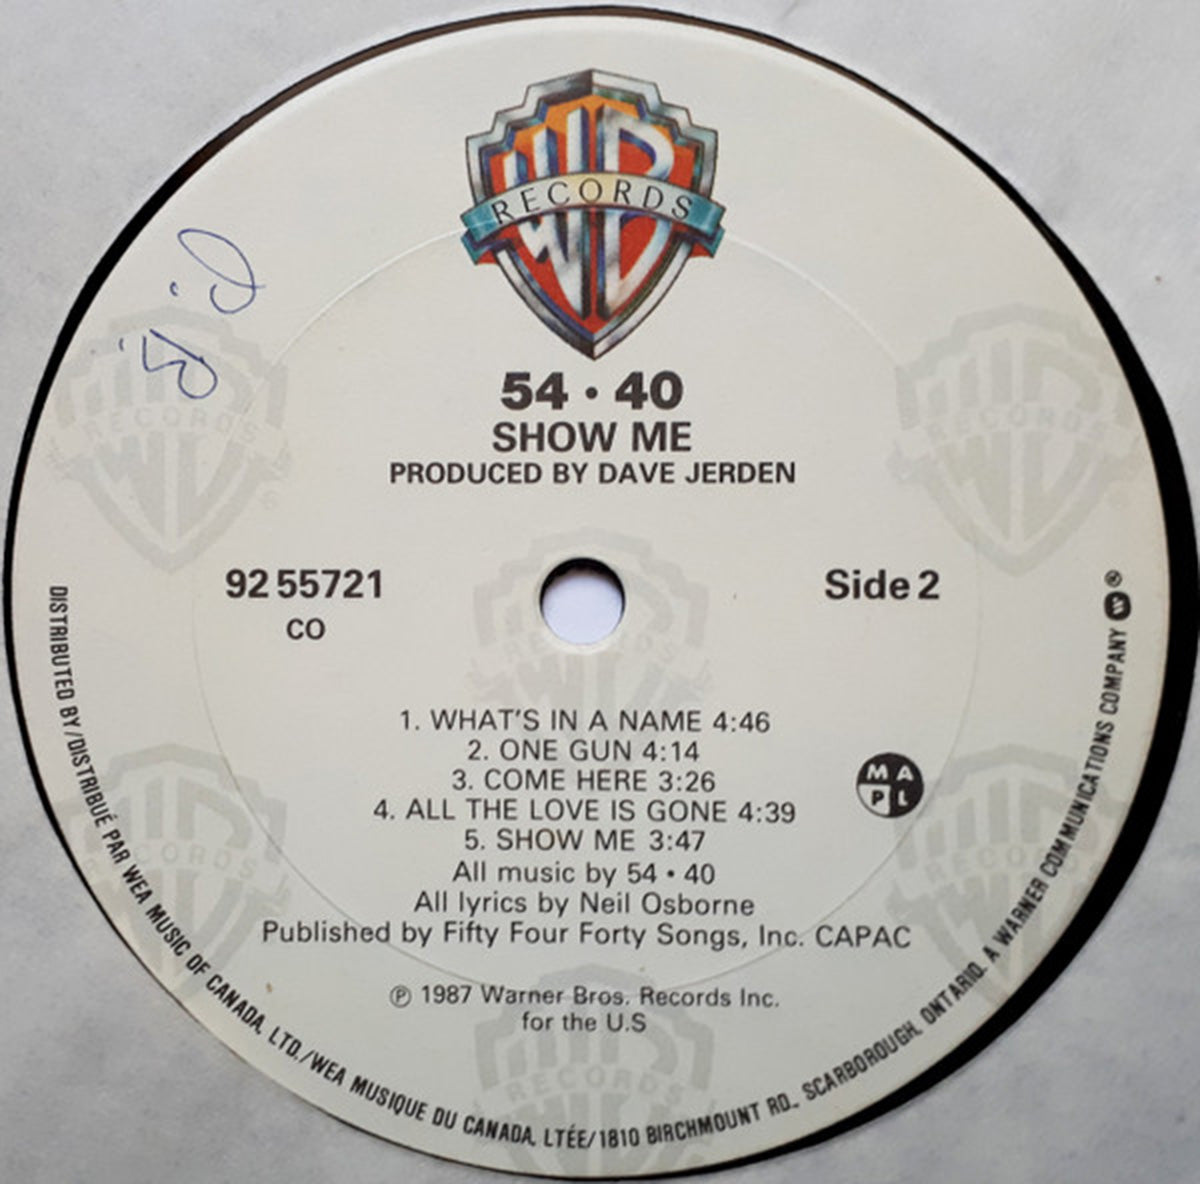 WB
RECORDS
54 • 40
SHOW ME
PRODUCED BY DAVE JERDEN
92 55721
CO
Side 2
1. WHAT'S IN A NAME 4:46
2. ONE GUN 4:14
3. COME HERE 3:26
4. ALL THE LOVE IS GONE 4:39
5. SHOW ME 3:47
M A
P L
All music by 54 • 40
All lyrics by Neil Osborne
Published by Fifty Four Forty Songs, Inc. CAPAC
℗ 1987 Warner Bros. Records Inc.
for the U.S
DISTRIBUTED BY/DISTRIBUÉ PAR WEA MUSIC OF CANADA, LTD./WEA MUSIQUE DU CANADA, LTÉE/1810 BIRCHMOUNT RD., SCARBOROUGH, ONTARIO. A WARNER COMMUNICATIONS COMPANY ®